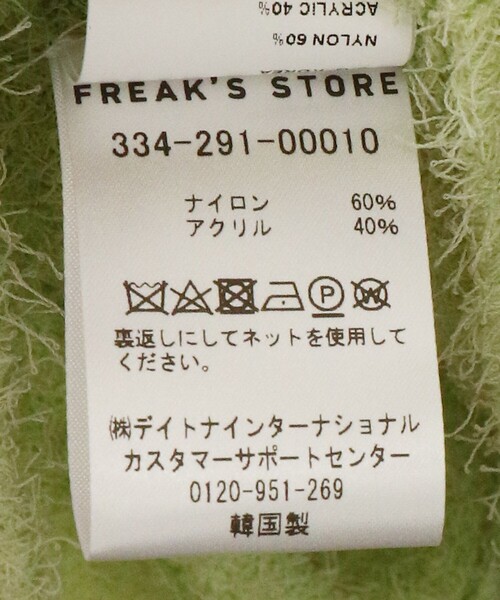 ACRYLIC 40%
NYLON 60%
FREAK'S STORE
334-291-00010
ナイロン 60%
アクリル 40%
P W
裏返しにしてネットを使用して
ください。
㈱デイトナインターナショナル
カスタマーサポートセンター
0120-951-269
韓国製